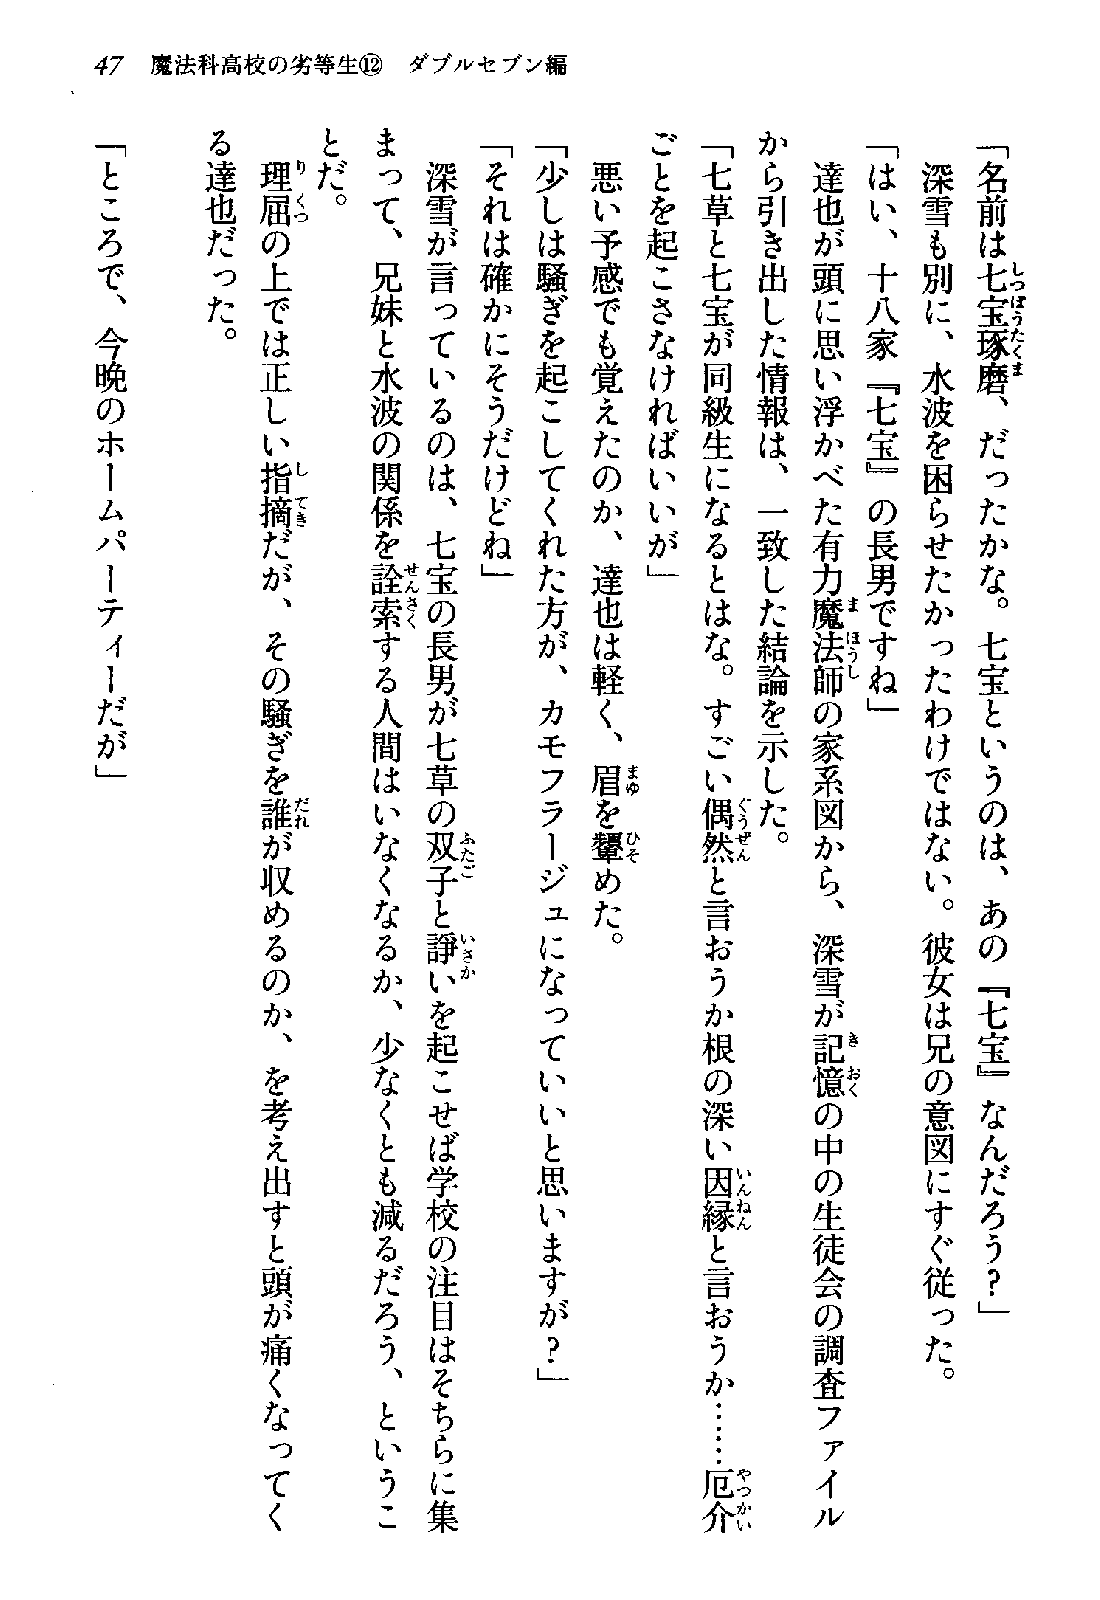 47　魔法科高校の劣等生⑫　ダブルセブン編
「名前は七宝琢磨、だったかな。七宝というのは、あの『七宝』なんだろう？」
　深雪も別に、水波を困らせたかったわけではない。彼女は兄の意図にすぐ従った。
「はい、十八家『七宝』の長男ですね」
　達也が頭に思い浮かべた有力魔法師の家系図から、深雪が記憶の中の生徒会の調査ファイル
から引き出した情報は、一致した結論を示した。
「七草と七宝が同級生になるとはな。すごい偶然と言おうか根の深い因縁と言おうか……厄介
ごとを起こさなければいいが」
　悪い予感でも覚えたのか、達也は軽く、眉を顰めた。
「少しは騒ぎを起こしてくれた方が、カモフラージュになっていいと思いますが？」
「それは確かにそうだけどね」
　深雪が言っているのは、七宝の長男が七草の双子と諍いを起こせば学校の注目はそちらに集
まって、兄妹と水波の関係を詮索する人間はいなくなるか、少なくとも減るだろう、というこ
とだ。
　理屈の上では正しい指摘だが、その騒ぎを誰が収めるのか、を考え出すと頭が痛くなってく
る達也だった。
「ところで、今晩のホームパーティーだが」